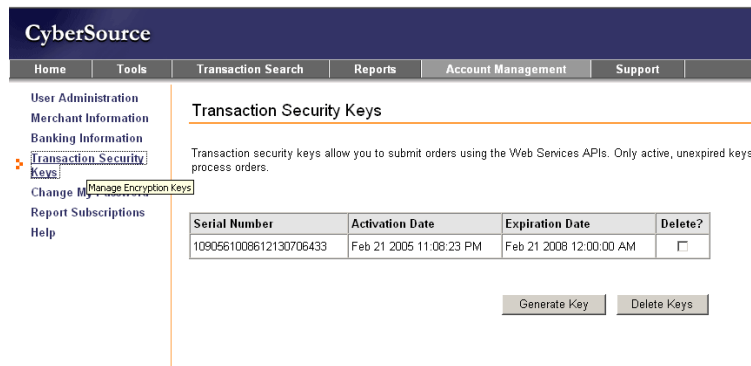 CyberSource
Home Tools Transaction Search Reports Account Management Support
User Administration
Merchant Information
Banking Information
Transaction Security
Keys
Manage Encryption Keys
Change My
Report Subscriptions
Help
Transaction Security Keys
Transaction security keys allow you to submit orders using the Web Services APIs. Only active, unexpired keys
process orders.
Serial Number Activation Date Expiration Date Delete?
1090561008612130706433 Feb 21 2005 11:08:23 PM Feb 21 2008 12:00:00 AM
Generate Key Delete Keys